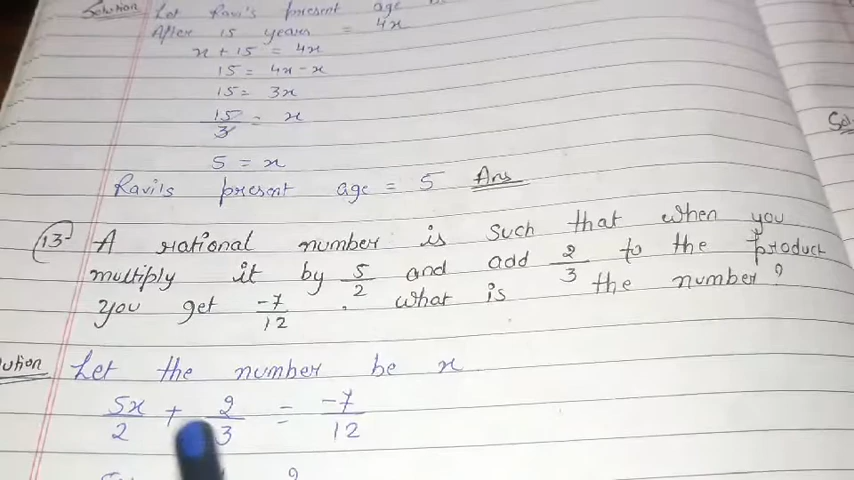 Solution Let Ravi's present age
After 15 years = 4x
x + 15 = 4x
15 = 4x - x
15 = 3x
15/3 = x
5 = x
Ravi's present age = 5 Ans
13- A rational number is such that when you
multiply it by 5/2 and add 2/3 to the product
you get -7/12 . what is the number ?
Let the number be x
5x/2 + 2/3 = -7/12